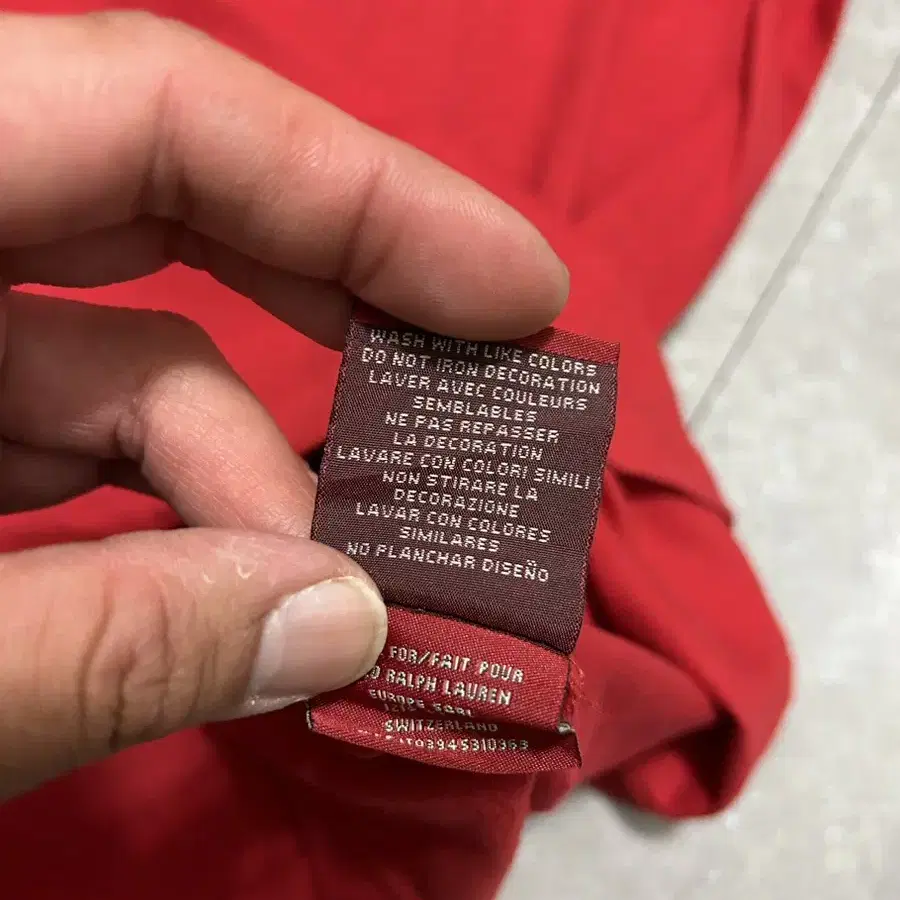 WASH WITH LIKE COLORS
DO NOT IRON DECORATION
LAVER AVEC COULEURS
SEMBLABLES
NE PAS REPASSER
LA DECORATION
LAVARE CON COLORI SIMILI
NON STIRARE LA
DECORAZIONE
LAVAR CON COLORES
SIMILARES
NO PLANCHAR DISEÑO
FOR/FAIT POUR
RALPH LAUREN
EUROPE SARL
SWITZERLAND